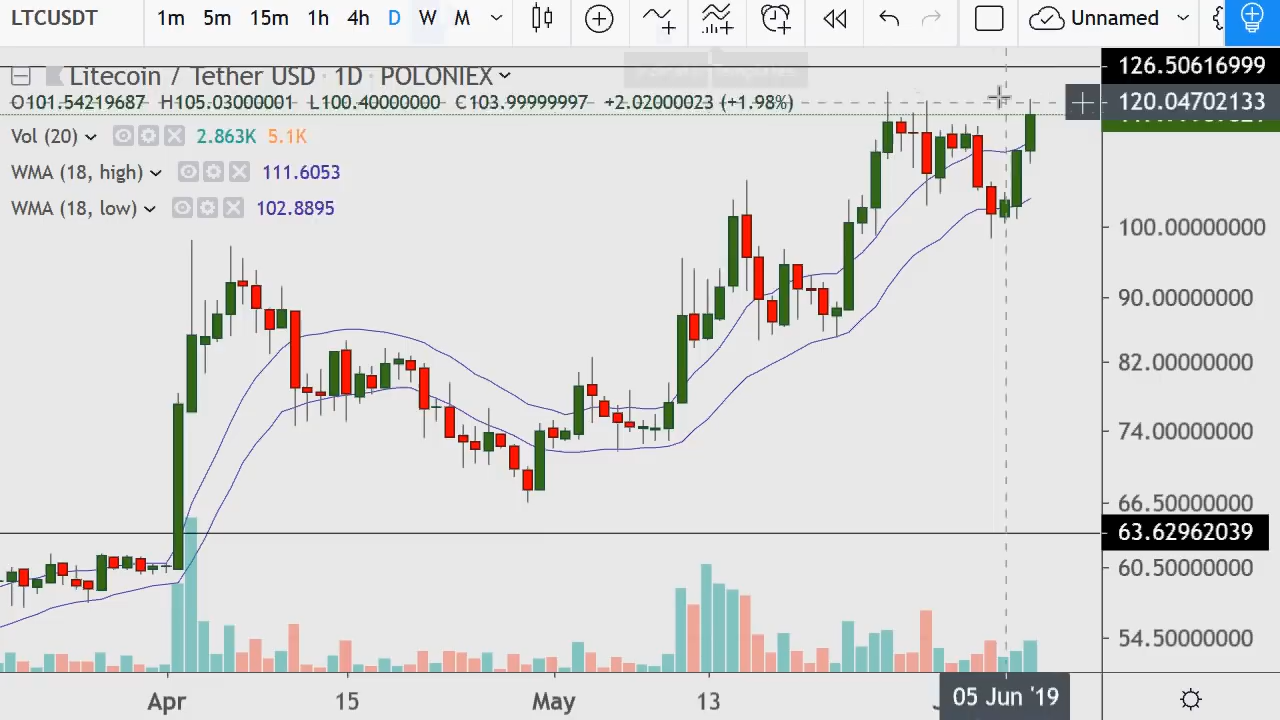 LTCUSDT 1m 5m 15m 1h 4h D W M Unnamed
Litecoin / Tether USD · 1D · POLONIEX
O101.54219687 H105.03000001 L100.40000000 C103.99999997 +2.02000023 (+1.98%)
Vol (20) 2.863K 5.1K
WMA (18, high) 111.6053
WMA (18, low) 102.8895
126.50616999
120.04702133
100.00000000
90.00000000
82.00000000
74.00000000
66.50000000
63.62962039
60.50000000
54.50000000
Apr 15 May 13 05 Jun '19